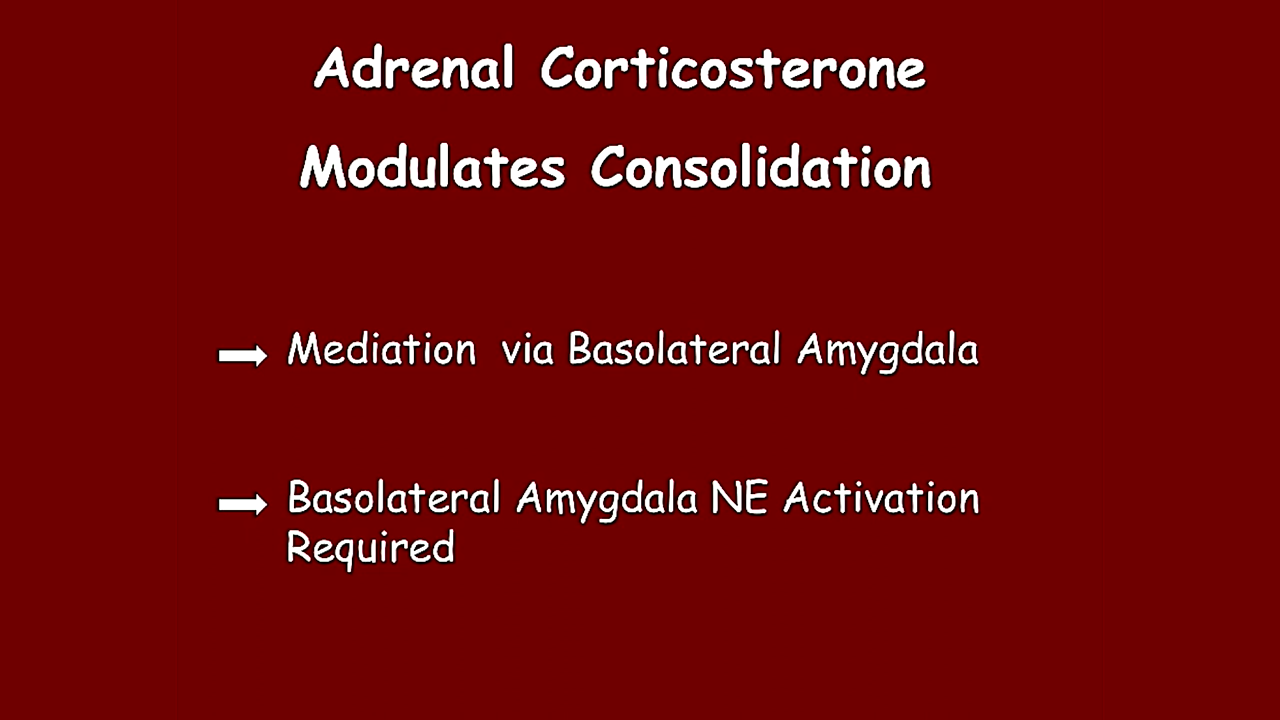 Adrenal Corticosterone
Modulates Consolidation
Mediation via Basolateral Amygdala
Basolateral Amygdala NE Activation
Required